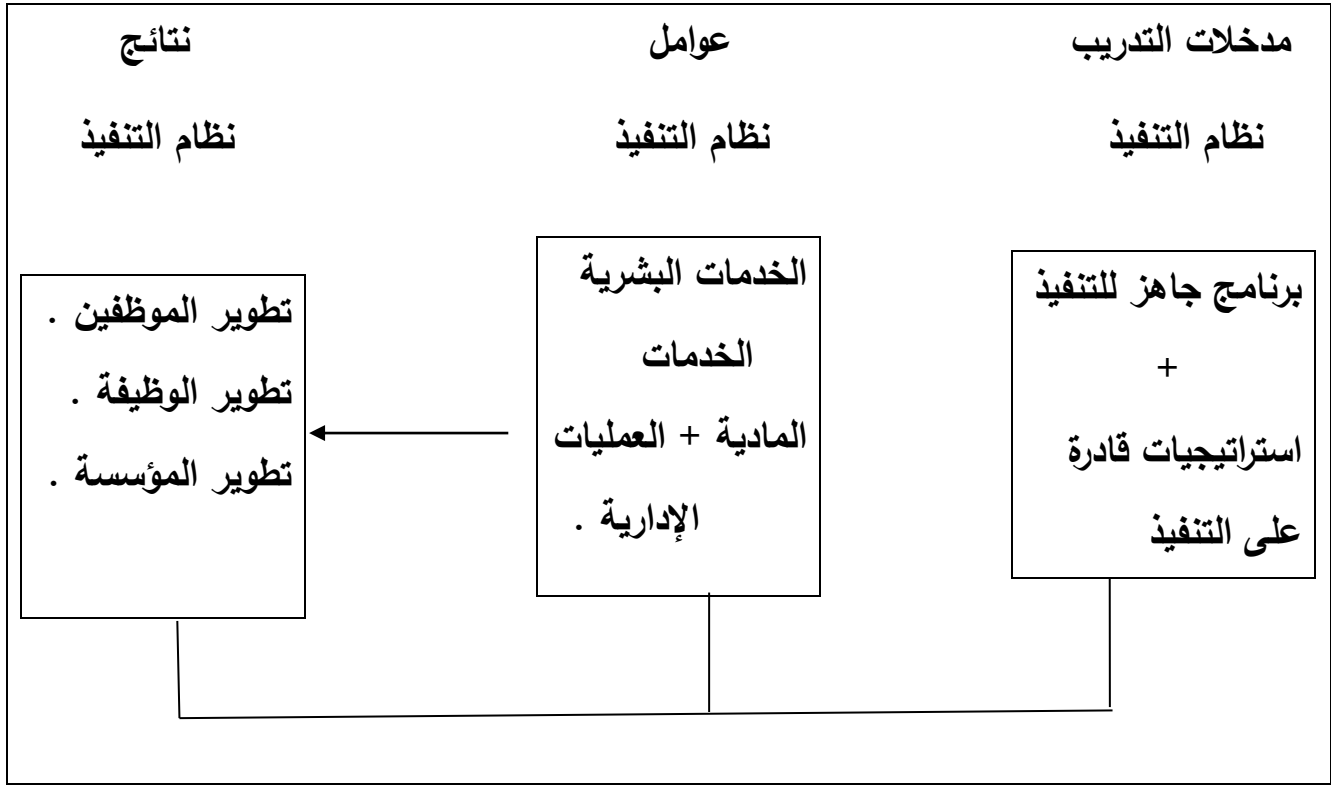 مدخلات التدريب
نظام التنفيذ
عوامل
نظام التنفيذ
نتائج
نظام التنفيذ
برنامج جاهز للتنفيذ
+
استراتيجيات قادرة
على التنفيذ
الخدمات البشرية
الخدمات
المادية + العمليات
الإدارية .
تطوير الموظفين .
تطوير الوظيفة .
تطوير المؤسسة .